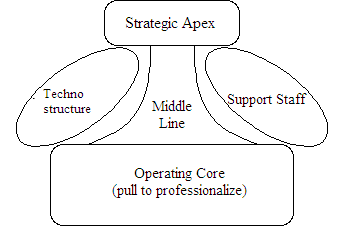 Strategic Apex
Techno
structure
Middle
Line
Support Staff
Operating Core
(pull to professionalize)